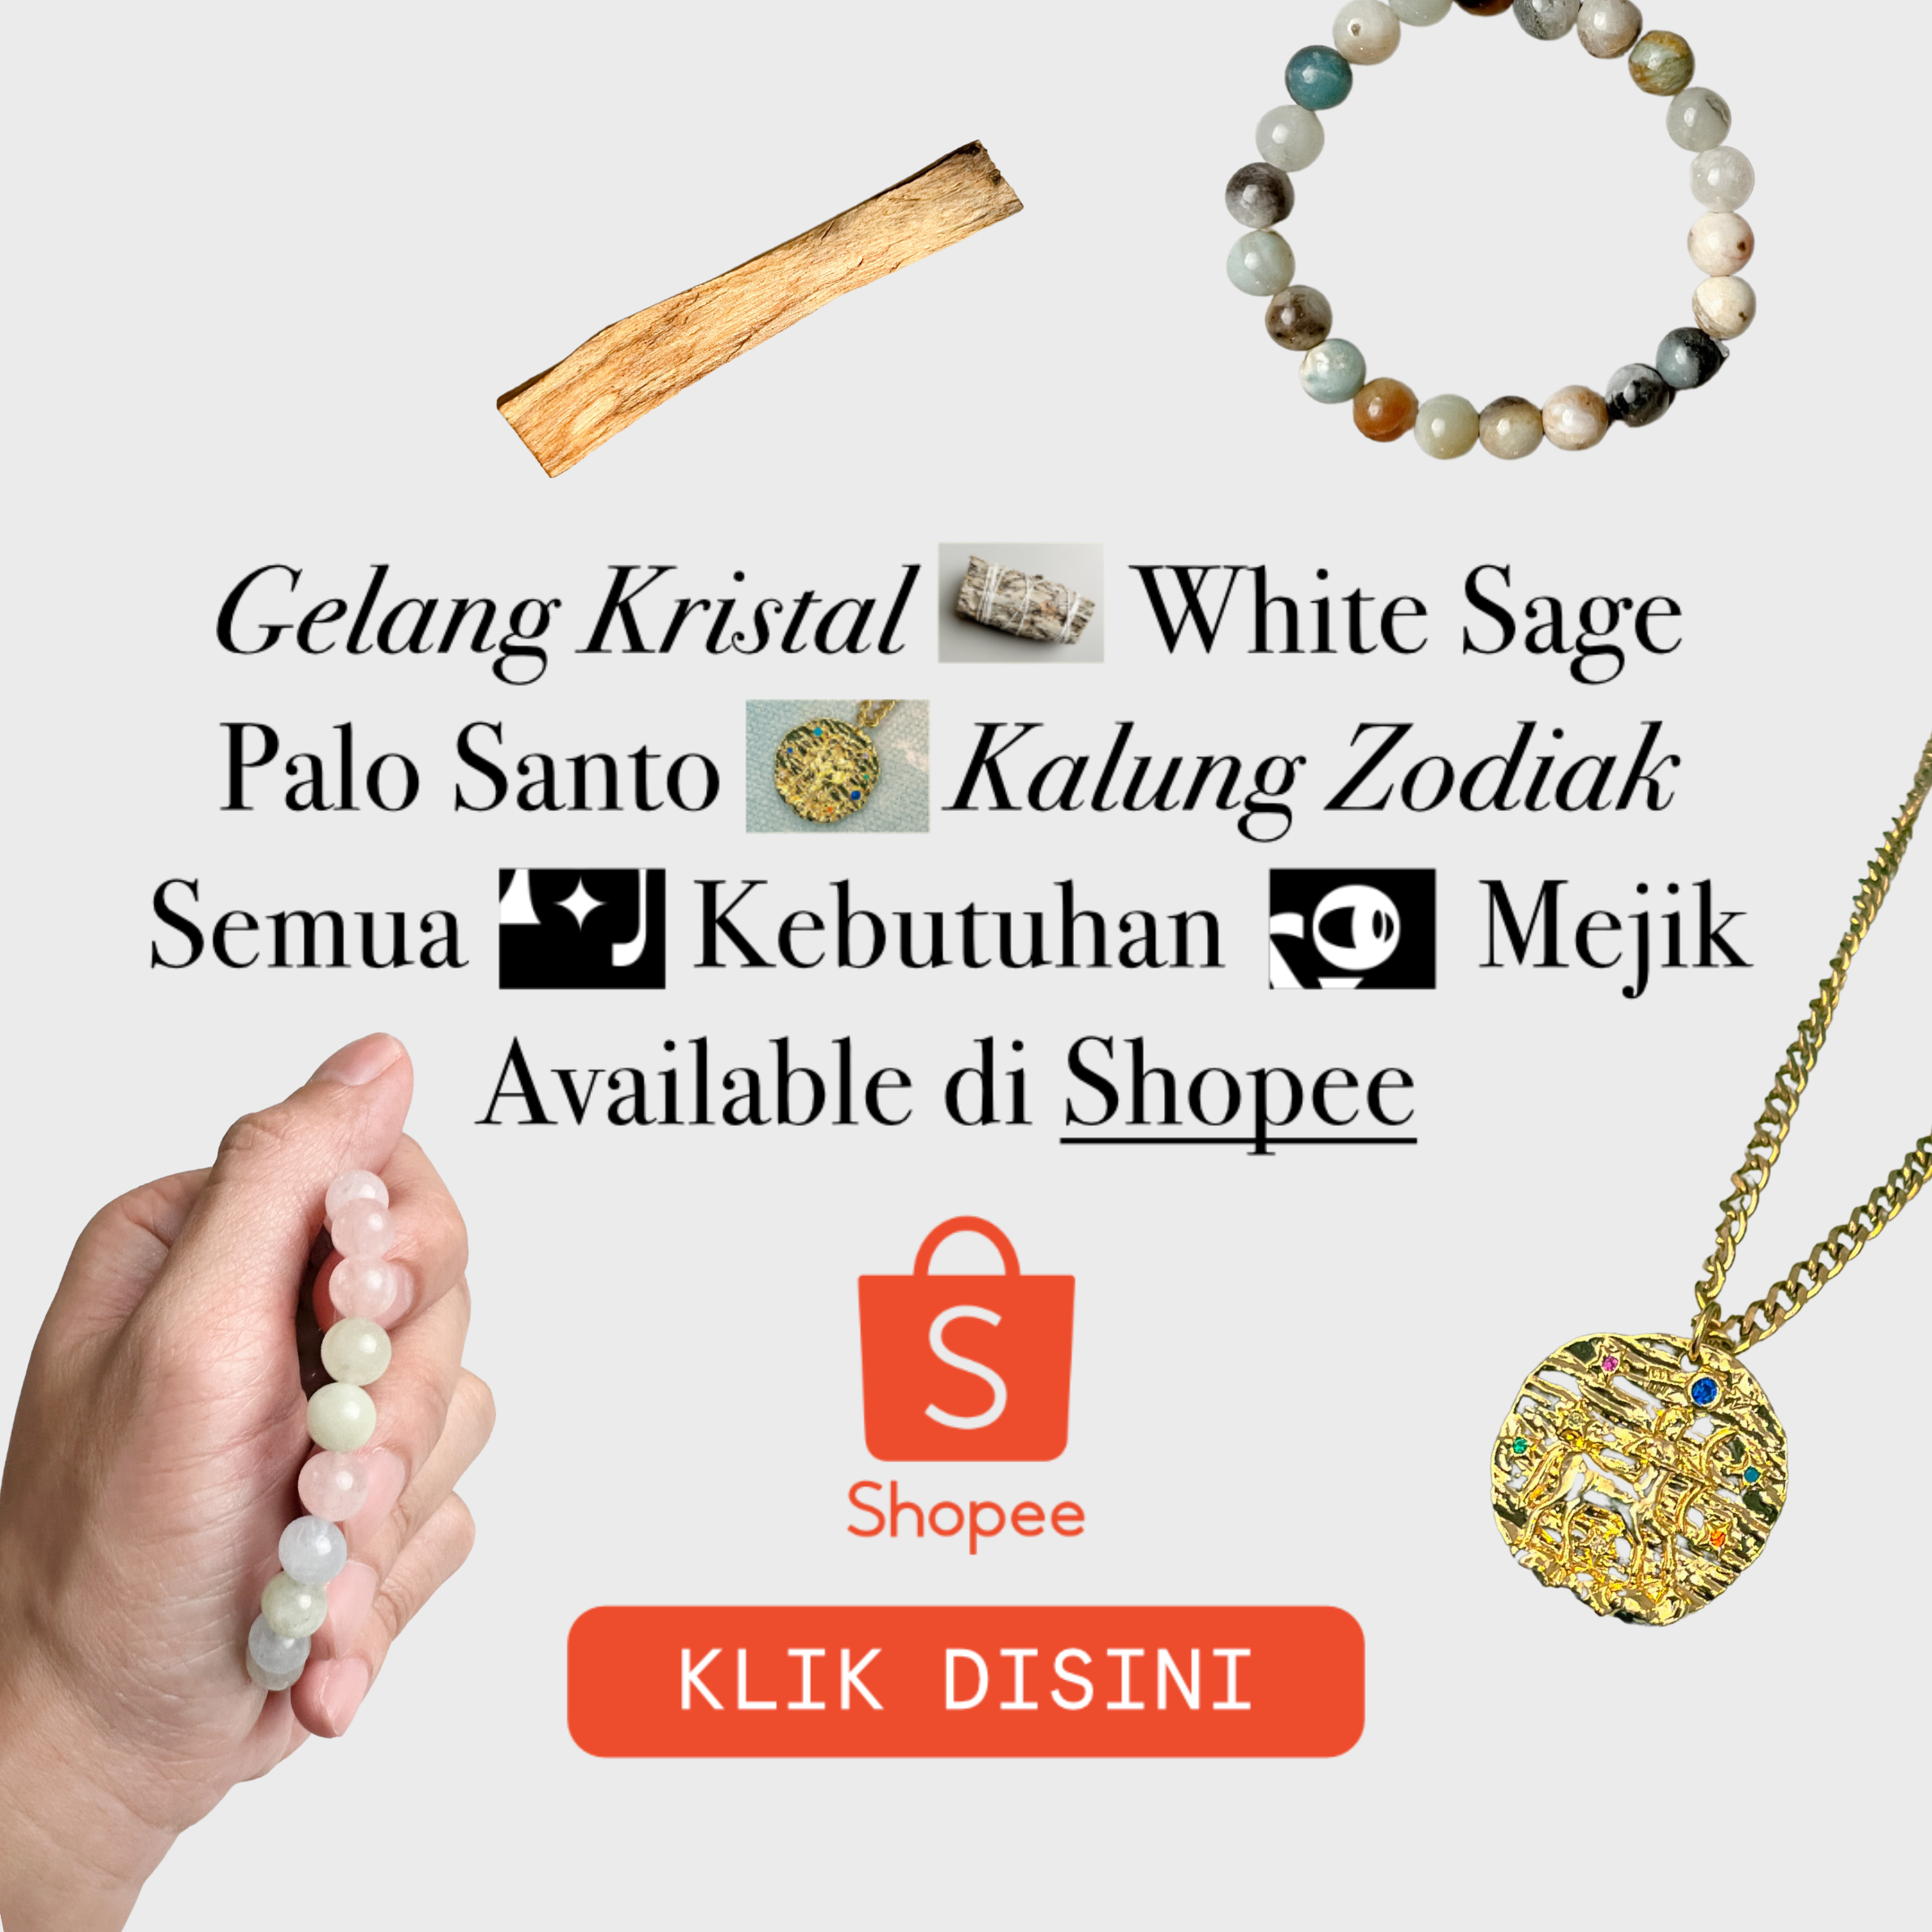 Gelang Kristal White Sage
Palo Santo Kalung Zodiak
Semua Kebutuhan Mejik
Available di Shopee
S
Shopee
KLIK DISINI